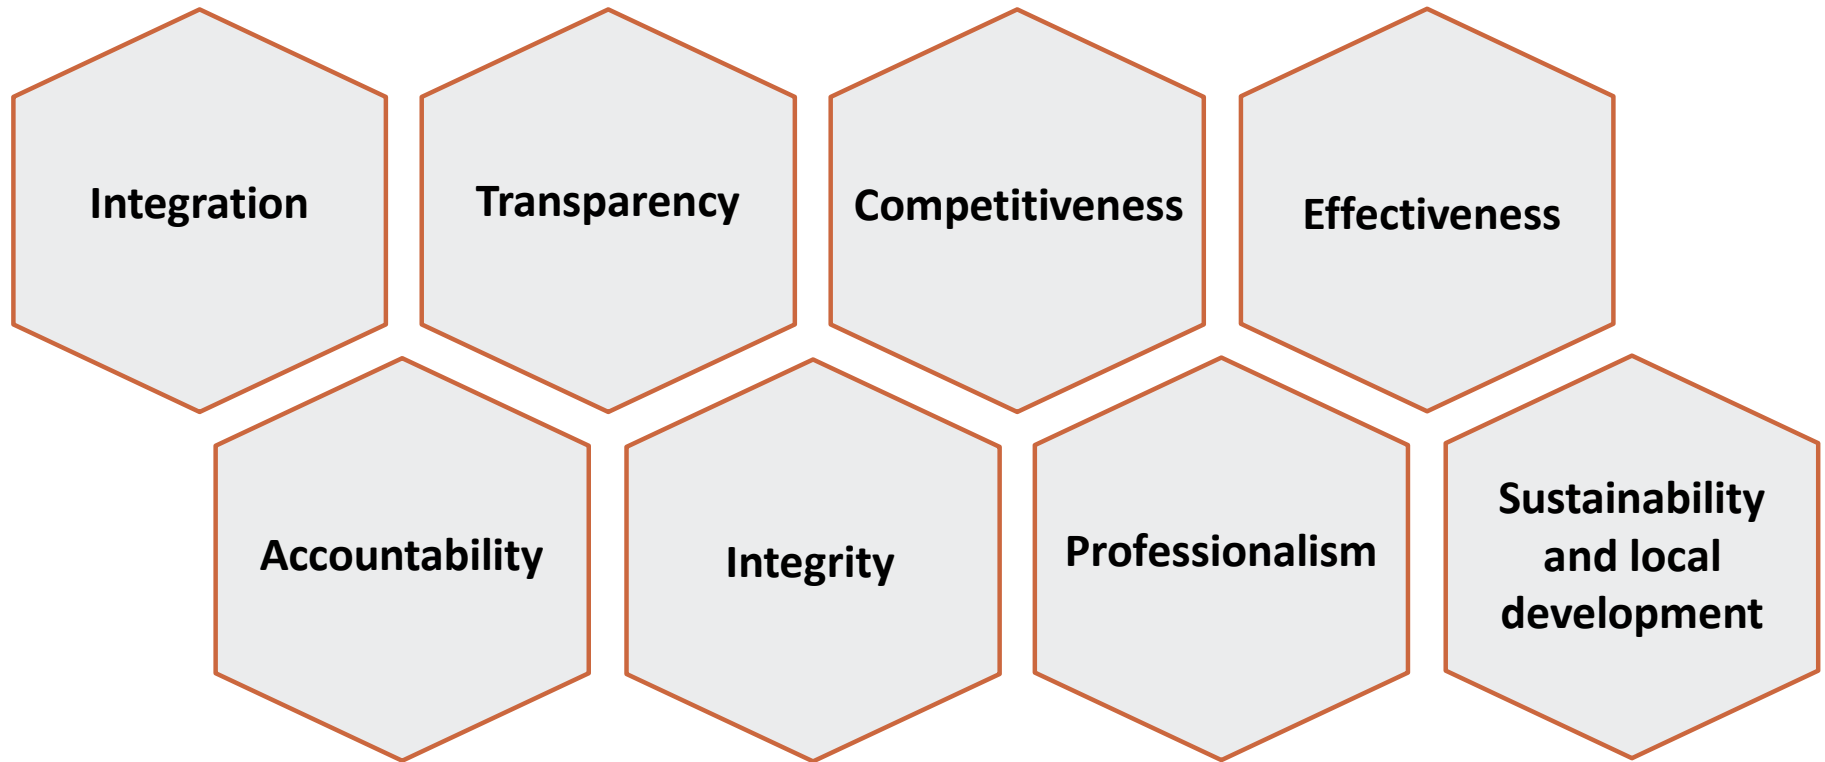 Integration
Transparency
Competitiveness
Effectiveness
Accountability
Integrity
Professionalism
Sustainability
and local
development